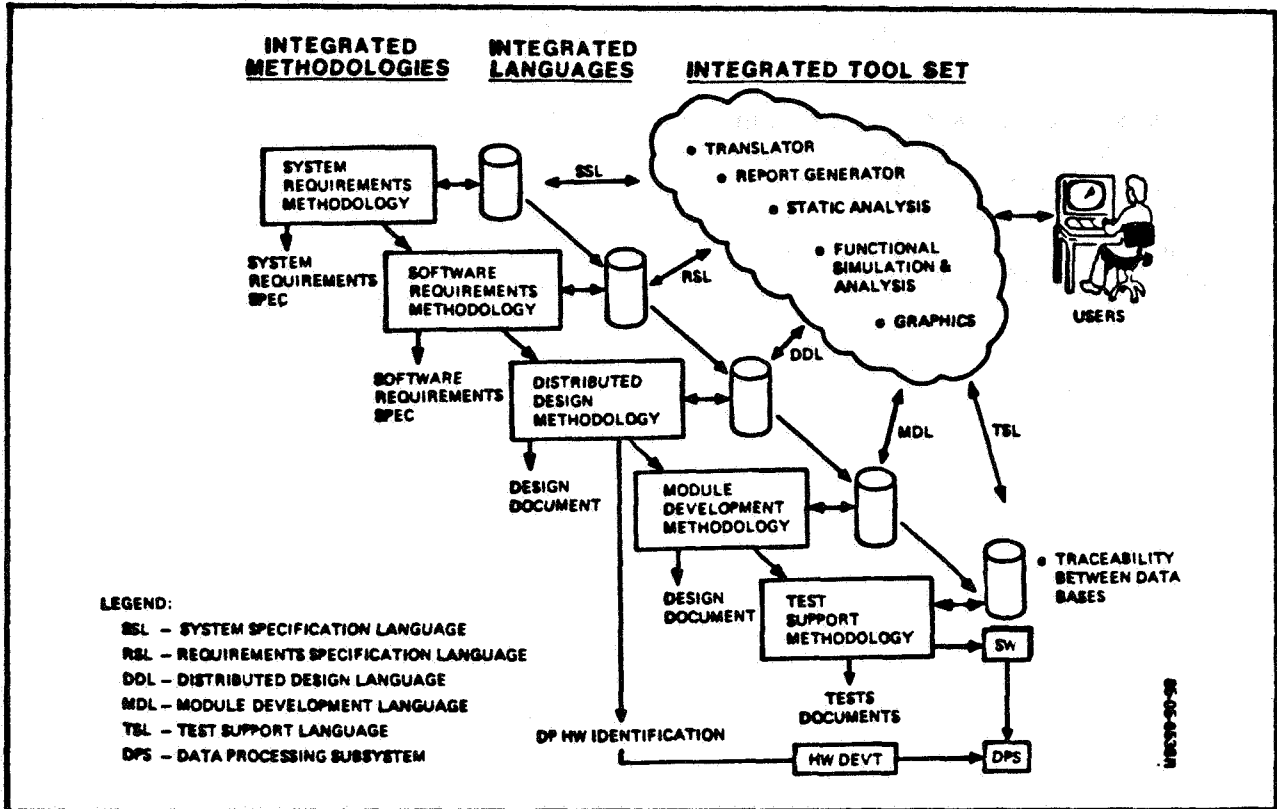 INTEGRATED
METHODOLOGIES
INTEGRATED
LANGUAGES
INTEGRATED TOOL SET
SYSTEM
REQUIREMENTS
METHODOLOGY
SSL
• TRANSLATOR
• REPORT GENERATOR
• STATIC ANALYSIS
• FUNCTIONAL
SIMULATION &
ANALYSIS
• GRAPHICS
USERS
SYSTEM
REQUIREMENTS
SPEC
SOFTWARE
REQUIREMENTS
METHODOLOGY
RSL
SOFTWARE
REQUIREMENTS
SPEC
DISTRIBUTED
DESIGN
METHODOLOGY
DDL
DESIGN
DOCUMENT
MODULE
DEVELOPMENT
METHODOLOGY
MDL
TSL
DESIGN
DOCUMENT
TEST
SUPPORT
METHODOLOGY
• TRACEABILITY
BETWEEN DATA
BASES
SW
TESTS
DOCUMENTS
DP HW IDENTIFICATION
HW DEVT
DPS
LEGEND:
SSL – SYSTEM SPECIFICATION LANGUAGE
RSL – REQUIREMENTS SPECIFICATION LANGUAGE
DDL – DISTRIBUTED DESIGN LANGUAGE
MDL – MODULE DEVELOPMENT LANGUAGE
TSL – TEST SUPPORT LANGUAGE
DPS – DATA PROCESSING SUBSYSTEM